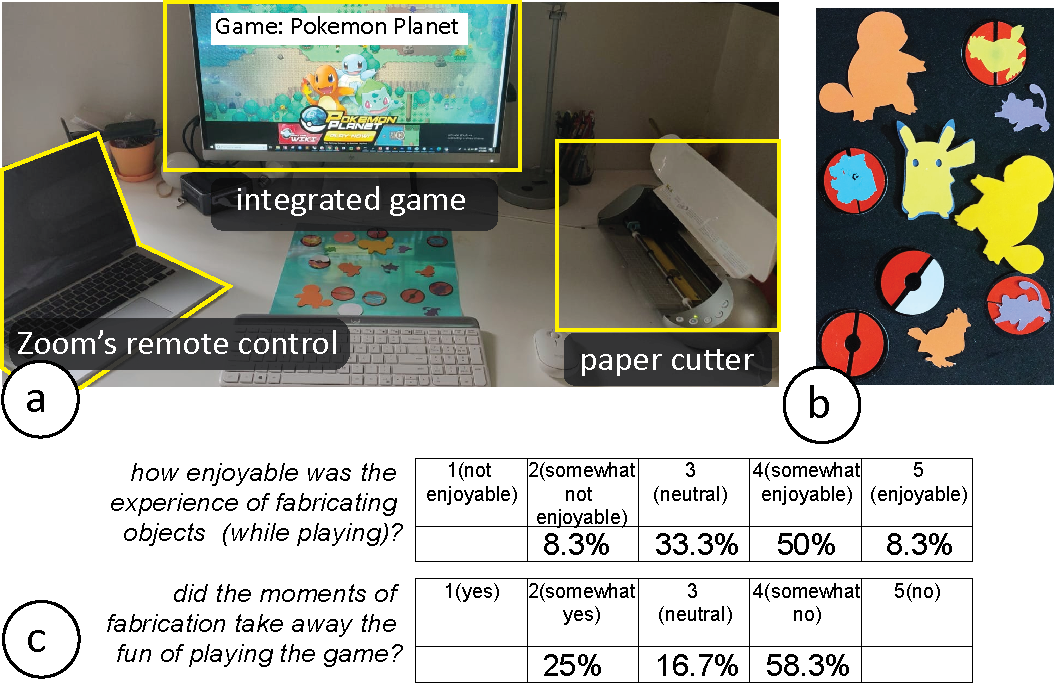 Game: Pokemon Planet
POKEMON
PLANET
WIKI
integrated game
Zoom's remote control
paper cutter
a
b
how enjoyable was the
experience of fabricating
objects (while playing)?
1(not
enjoyable)
2(somewhat
not
enjoyable)
3
(neutral)
4(somewhat
enjoyable)
5
(enjoyable)
8.3%
33.3%
50%
8.3%
c
did the moments of
fabrication take away the
fun of playing the game?
1(yes)
2(somewhat
yes)
3
(neutral)
4(somewhat
no)
5(no)
25%
16.7%
58.3%